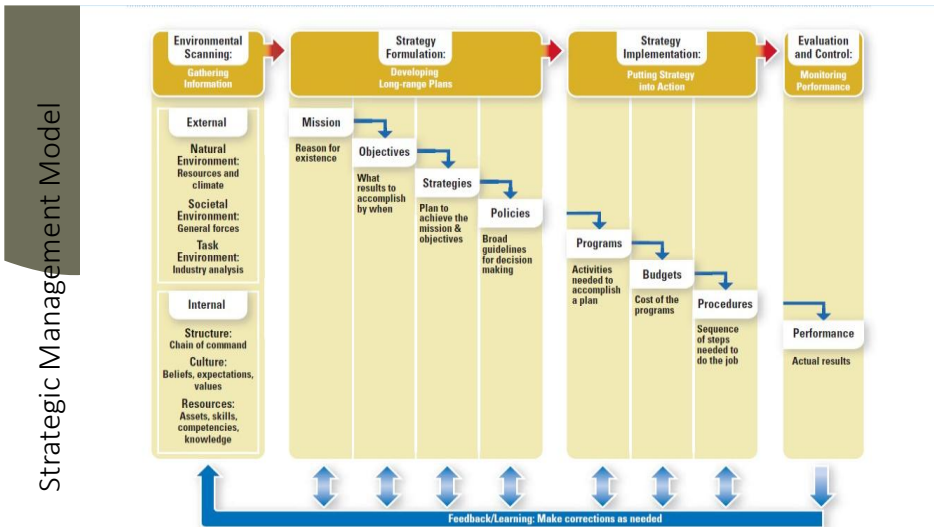 Strategic Management Model
Environmental
Scanning:
Gathering
Information
Strategy
Formulation:
Developing
Long-range Plans
Strategy
Implementation:
Putting Strategy
into Action
Evaluation
and Control:
Monitoring
Performance
External
Natural
Environment:
Resources and
climate
Societal
Environment:
General forces
Task
Environment:
Industry analysis
Internal
Structure:
Chain of command
Culture:
Beliefs, expectations,
values
Resources:
Assets, skills,
competencies,
knowledge
Mission
Reason for
existence
Objectives
What
results to
accomplish
by when
Strategies
Plan to
achieve the
mission &
objectives
Policies
Broad
guidelines
for decision
making
Programs
Activities
needed to
accomplish
a plan
Budgets
Cost of the
programs
Procedures
Sequence
of steps
needed to
do the job
Performance
Actual results
Feedback/Learning: Make corrections as needed